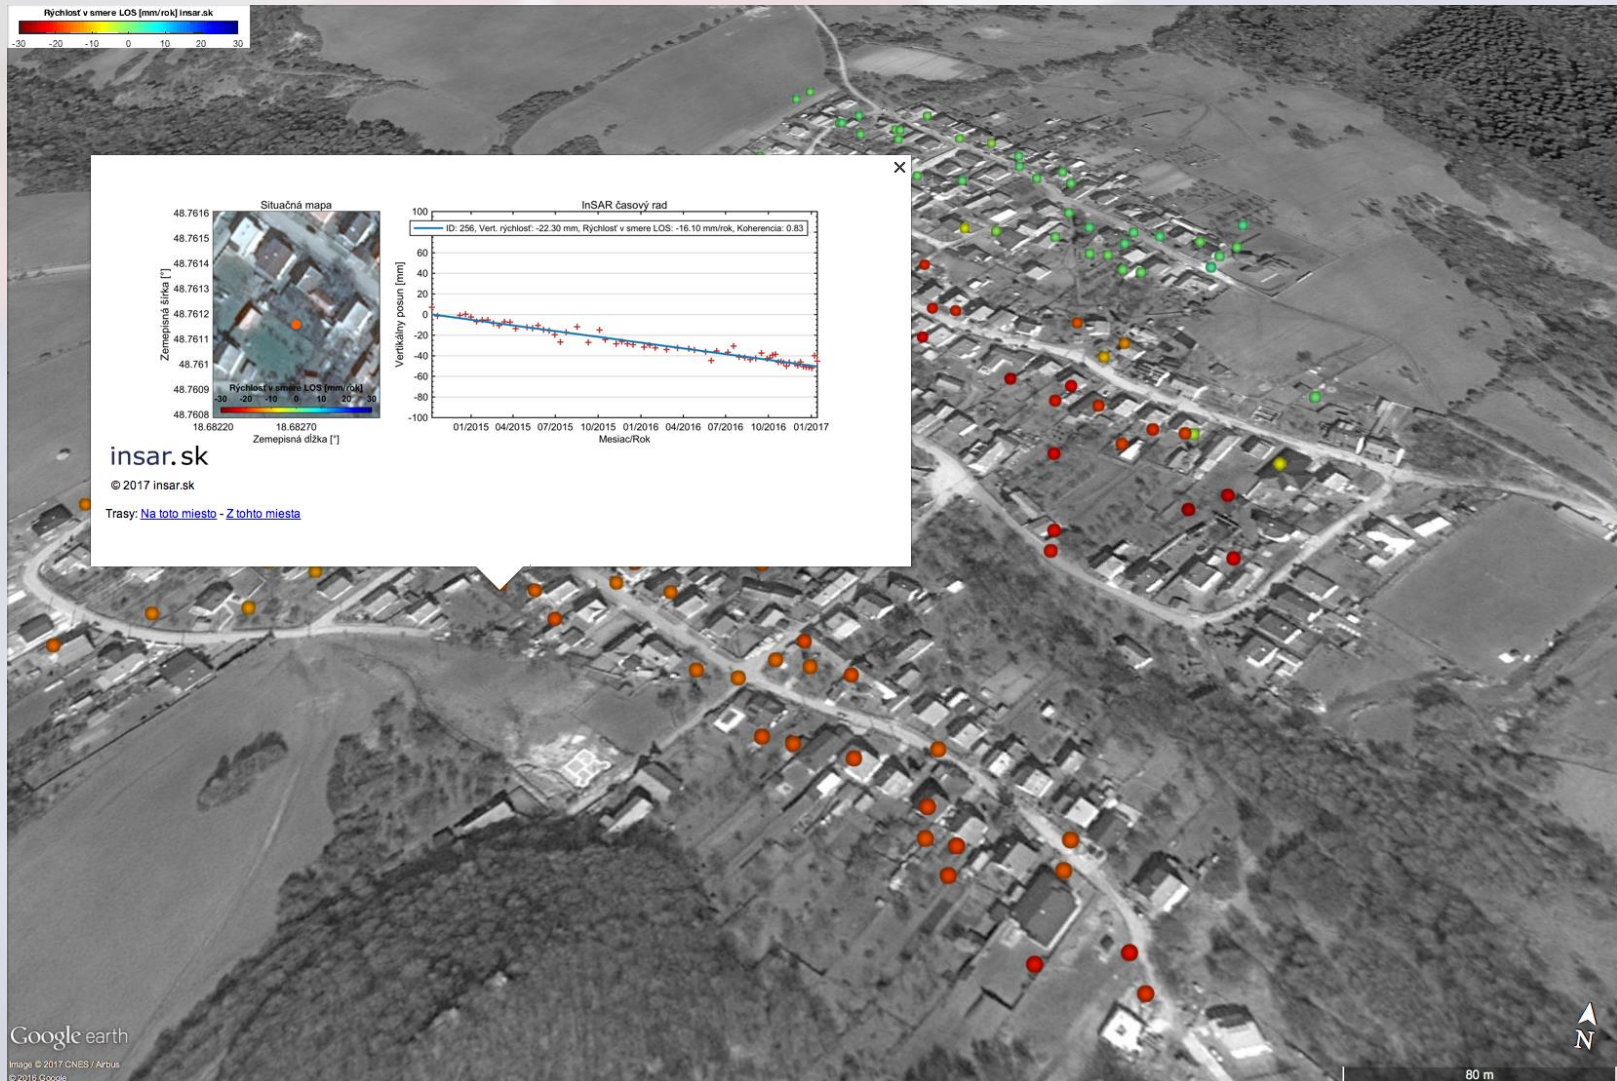 Rýchlosť v smere LOS [mm/rok] insar.sk
-30 -20 -10 0 10 20 30
Situačná mapa
48.7616
48.7615
48.7614
48.7613
48.7612
48.7611
48.761
48.7609
48.7608
Zemepisná šírka [°]
Rýchlosť v smere LOS [mm/rok]
-30 -20 -10 0 10 20 30
18.68220 18.68270
Zemepisná dĺžka [°]
InSAR časový rad
ID: 256, Vert. rýchlosť: -22.30 mm, Rýchlosť v smere LOS: -16.10 mm/rok, Koherencia: 0.83
100
60
40
20
0
-20
-40
-60
-80
-100
Vertikálny posun [mm]
01/2015 04/2015 07/2015 10/2015 01/2016 04/2016 07/2016 10/2016 01/2017
Mesiac/Rok
insar.sk
© 2017 insar.sk
Trasy: Na toto miesto - Z tohto miesta
Google earth
Image © 2017 CNES / Airbus
© 2016 Google
N
80 m